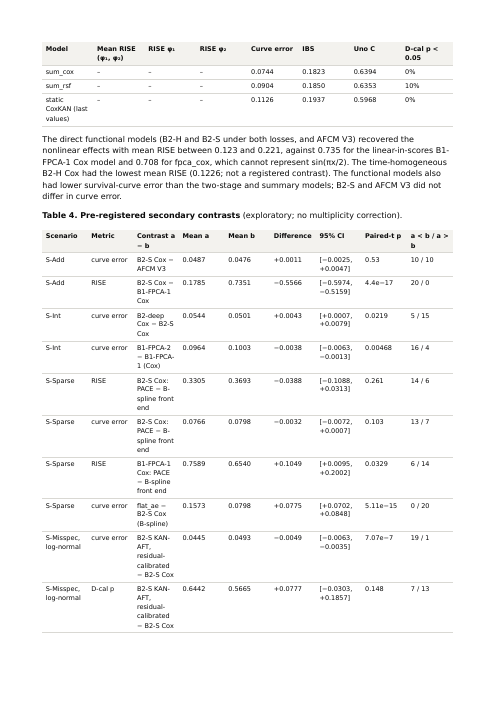 Model Mean RISE (φ₁, φ₂) RISE φ₁ RISE φ₂ Curve error IBS Uno C D-cal p < 0.05
sum_cox – – – 0.0744 0.1823 0.6394 0%
sum_rsf – – – 0.0904 0.1850 0.6353 10%
static CoxKAN (last values) – – – 0.1126 0.1937 0.5968 0%
The direct functional models (B2-H and B2-S under both losses, and AFCM V3) recovered the
nonlinear effects with mean RISE between 0.123 and 0.221, against 0.735 for the linear-in-scores B1-
FPCA-1 Cox model and 0.708 for fpca_cox, which cannot represent sin(πx/2). The time-homogeneous
B2-H Cox had the lowest mean RISE (0.1226; not a registered contrast). The functional models also
had lower survival-curve error than the two-stage and summary models; B2-S and AFCM V3 did not
differ in curve error.
Table 4. Pre-registered secondary contrasts (exploratory; no multiplicity correction).
Scenario Metric Contrast a − b Mean a Mean b Difference 95% CI Paired-t p a < b / a > b
S-Add curve error B2-S Cox − AFCM V3 0.0487 0.0476 +0.0011 [−0.0025, +0.0047] 0.53 10 / 10
S-Add RISE B2-S Cox − B1-FPCA-1 Cox 0.1785 0.7351 −0.5566 [−0.5974, −0.5159] 4.4e−17 20 / 0
S-Int curve error B2-deep Cox − B2-S Cox 0.0544 0.0501 +0.0043 [+0.0007, +0.0079] 0.0219 5 / 15
S-Int curve error B1-FPCA-2 − B1-FPCA-1 (Cox) 0.0964 0.1003 −0.0038 [−0.0063, −0.0013] 0.00468 16 / 4
S-Sparse RISE B2-S Cox: PACE − B-spline front end 0.3305 0.3693 −0.0388 [−0.1088, +0.0313] 0.261 14 / 6
S-Sparse curve error B2-S Cox: PACE − B-spline front end 0.0766 0.0798 −0.0032 [−0.0072, +0.0007] 0.103 13 / 7
S-Sparse RISE B1-FPCA-1 Cox: PACE − B-spline front end 0.7589 0.6540 +0.1049 [+0.0095, +0.2002] 0.0329 6 / 14
S-Sparse curve error flat_ae − B2-S Cox (B-spline) 0.1573 0.0798 +0.0775 [+0.0702, +0.0848] 5.11e−15 0 / 20
S-Misspec, log-normal curve error B2-S KAN-AFT, residual-calibrated − B2-S Cox 0.0445 0.0493 −0.0049 [−0.0063, −0.0035] 7.07e−7 19 / 1
S-Misspec, log-normal D-cal p B2-S KAN-AFT, residual-calibrated − B2-S Cox 0.6442 0.5665 +0.0777 [−0.0303, +0.1857] 0.148 7 / 13